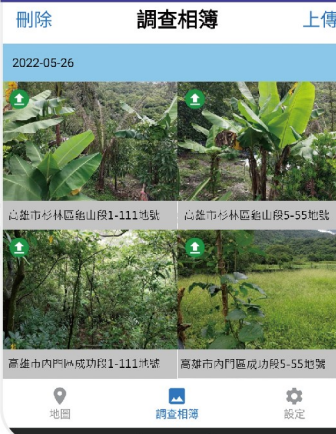 刪除 調查相簿 上傳
2022-05-26
高雄市杉林區龜山段1-111地號 高雄市杉林區龜山段5-55地號
高雄市內門區成功段1-111地號 高雄市內門區成功段5-55地號
地圖 調查相簿 設定